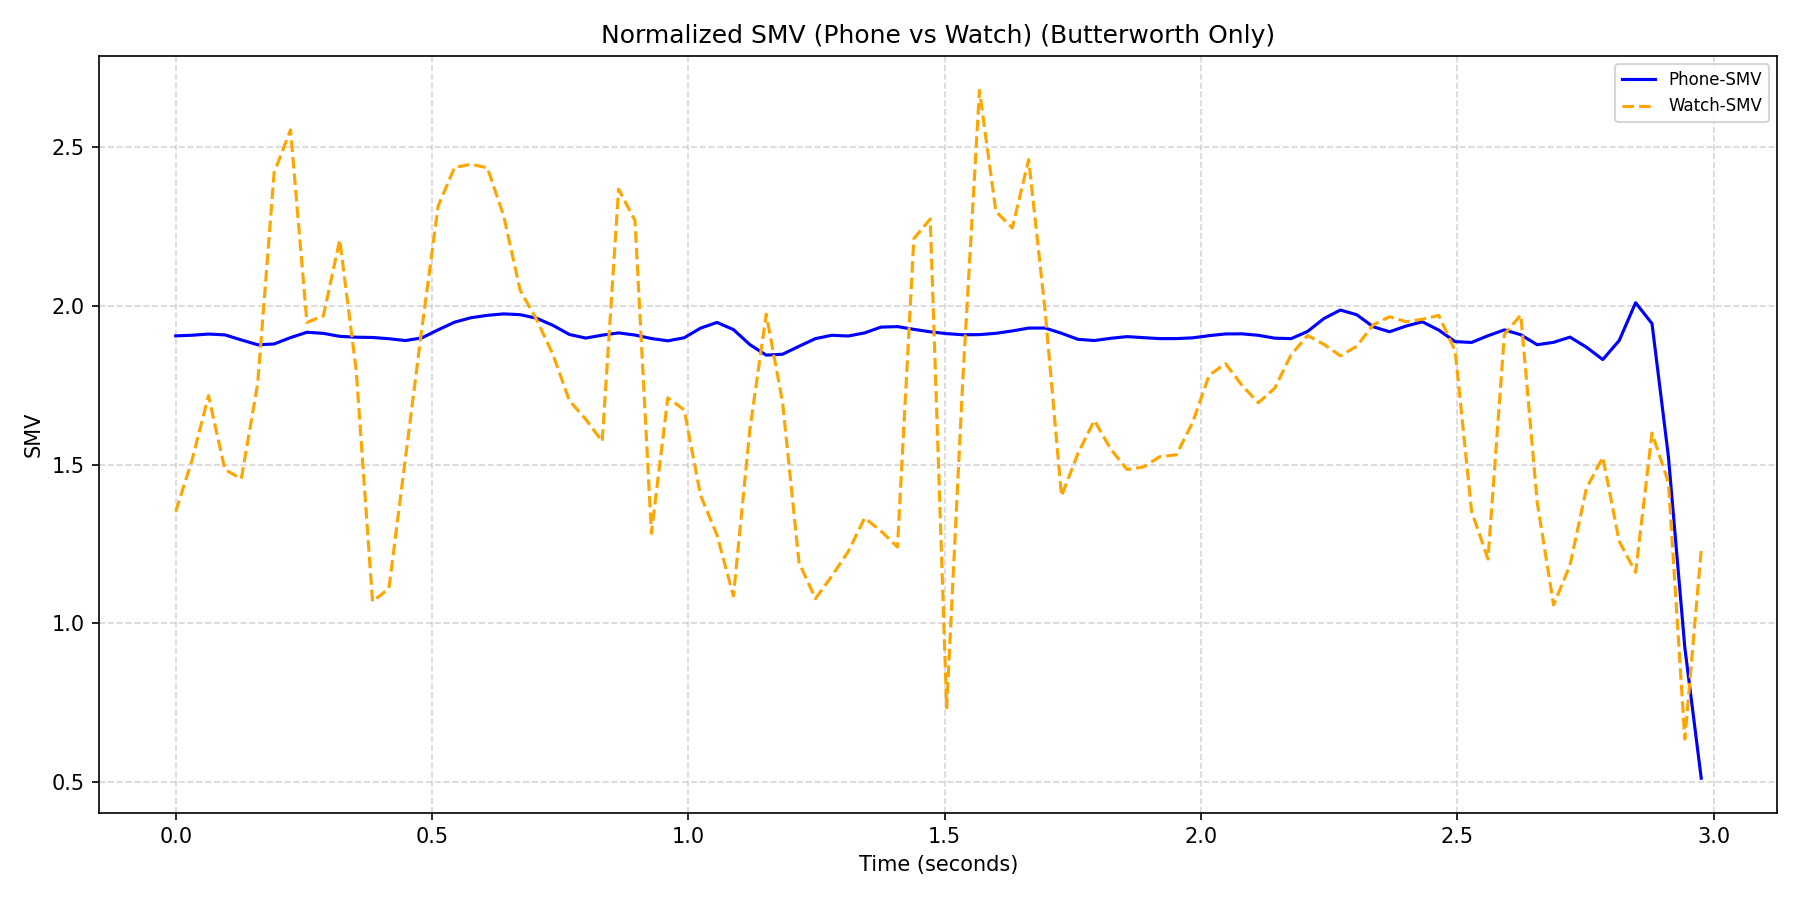 Normalized SMV (Phone vs Watch) (Butterworth Only)
Phone-SMV
Watch-SMV
SMV
2.5
2.0
1.5
1.0
0.5
0.0 0.5 1.0 1.5 2.0 2.5 3.0
Time (seconds)